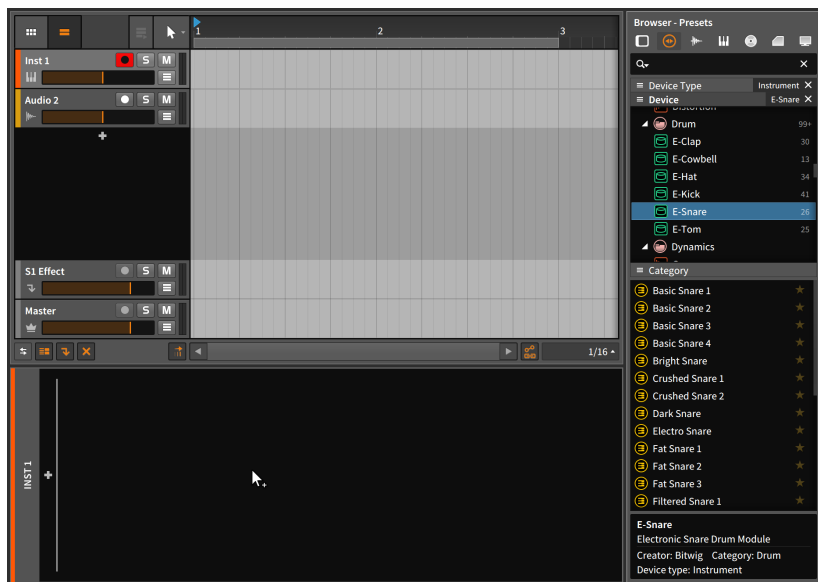 1
2
3
Inst 1
S M
Audio 2
S M
S1 Effect
S M
Master
S M
1/16
INST 1
Browser - Presets
Device Type
Instrument
Device
E-Snare
Distortion
Drum 99+
E-Clap 30
E-Cowbell 13
E-Hat 34
E-Kick 41
E-Snare 26
E-Tom 25
Dynamics
Category
Basic Snare 1
Basic Snare 2
Basic Snare 3
Basic Snare 4
Bright Snare
Crushed Snare 1
Crushed Snare 2
Dark Snare
Electro Snare
Fat Snare 1
Fat Snare 2
Fat Snare 3
Filtered Snare 1
E-Snare
Electronic Snare Drum Module
Creator: Bitwig Category: Drum
Device type: Instrument